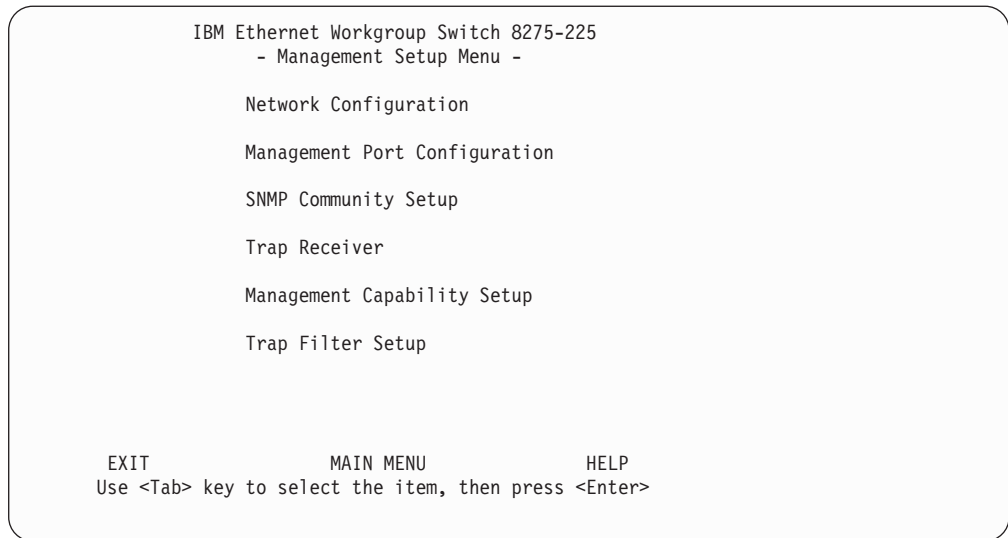 IBM Ethernet Workgroup Switch 8275-225
- Management Setup Menu -
Network Configuration
Management Port Configuration
SNMP Community Setup
Trap Receiver
Management Capability Setup
Trap Filter Setup
EXIT MAIN MENU HELP
Use <Tab> key to select the item, then press <Enter>